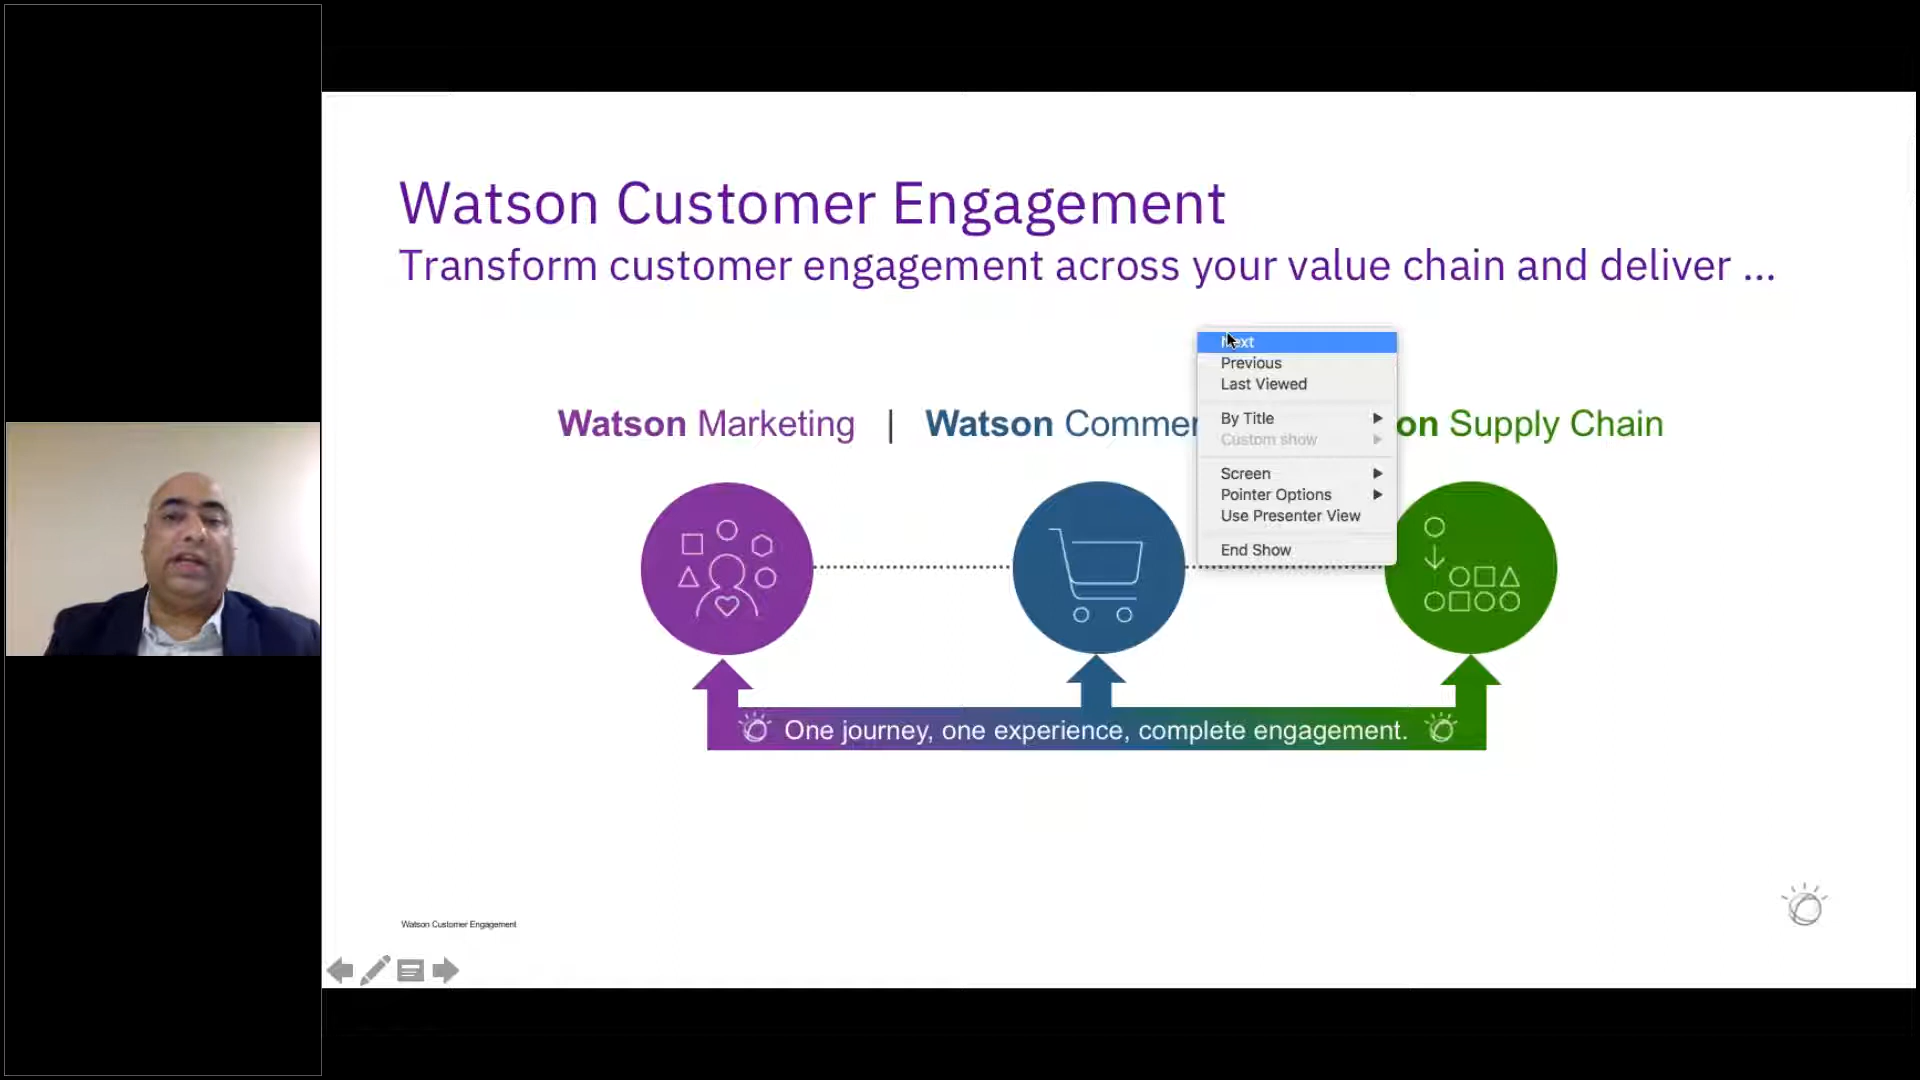 Watson Customer Engagement
Transform customer engagement across your value chain and deliver ...
Watson Marketing | Watson Commer
on Supply Chain
Next
Previous
Last Viewed
By Title
Custom show
Screen
Pointer Options
Use Presenter View
End Show
One journey, one experience, complete engagement.
Watson Customer Engagement